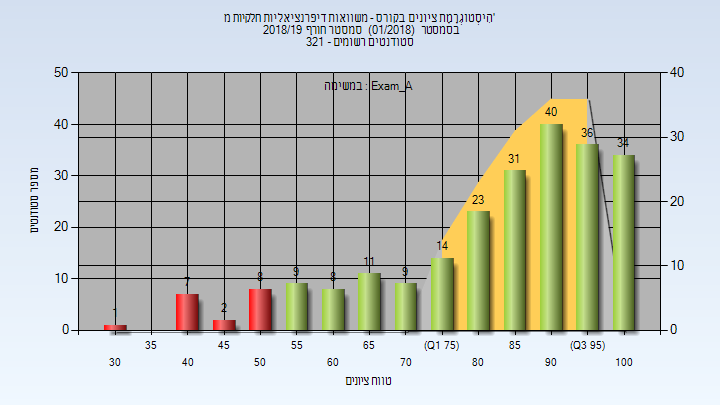 היסטוגרמת ציונים בקורס - משוואות דיפרנציאליות חלקיות מ'
בסמסטר (01/2018) סמסטר חורף 2018/19
סטודנטים רשומים - 321
במשימה : Exam_A
50 40 30 20 10 0
מספר סטודנטים
40 30 20 10 0
1 7 2 8 9 8 11 9 14 23 31 40 36 34
35 45 55 65 (Q1 75) 85 (Q3 95)
30 40 50 60 70 80 90 100
טווח ציונים